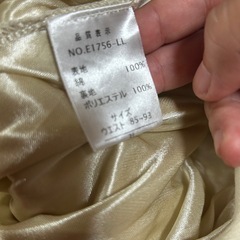 品質表示
NO.E1756-LL
表地
綿 100%
裏地
ポリエステル 100%
サイズ
ウエスト 85-93